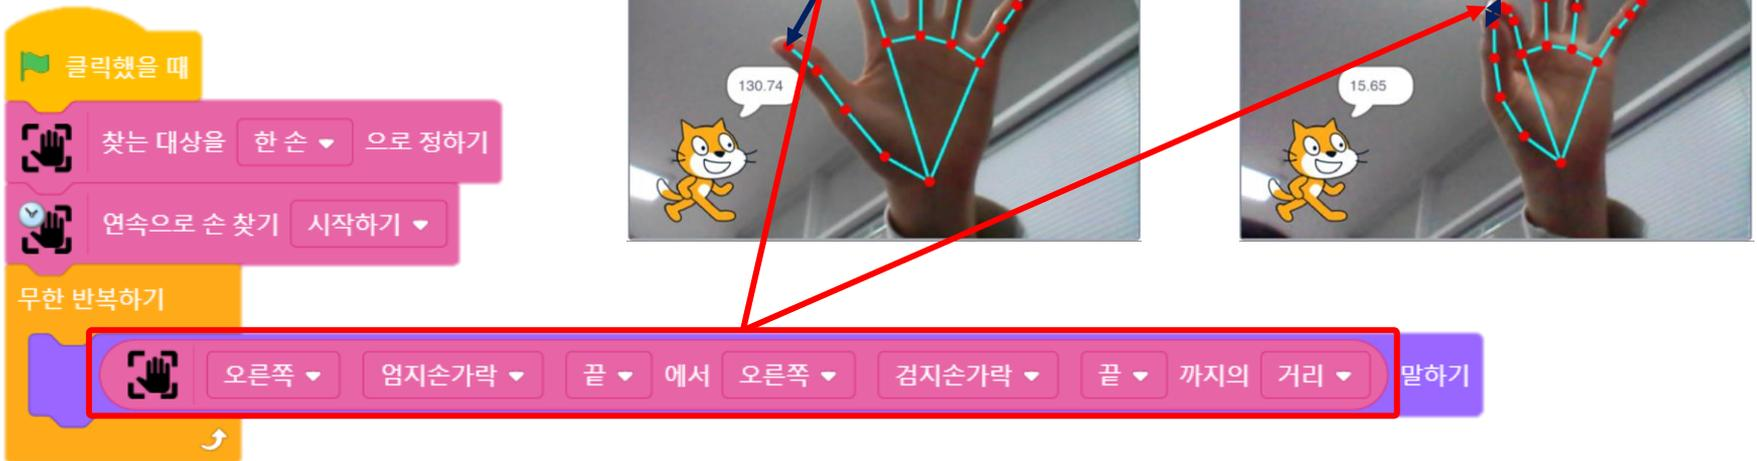 클릭했을 때
찾는 대상을 한 손 으로 정하기
연속으로 손 찾기 시작하기
무한 반복하기
오른쪽 엄지손가락 끝 에서 오른쪽 검지손가락 끝 까지의 거리 말하기
130.74
15.65